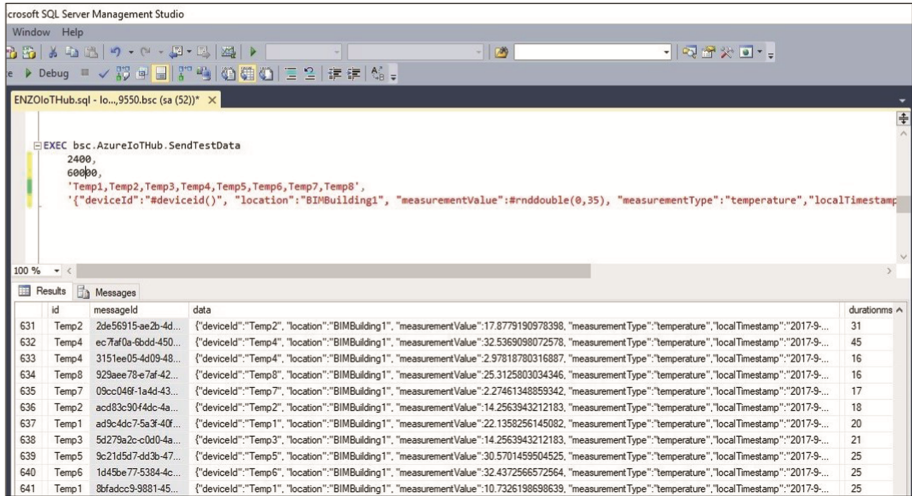 crosoft SQL Server Management Studio
Window Help
e Debug
ENZOIoTHub.sql - Io...,9550.bsc (sa (52))* ×
EXEC bsc.AzureIoTHub.SendTestData
2400,
60000,
'Temp1,Temp2,Temp3,Temp4,Temp5,Temp6,Temp7,Temp8',
'{"deviceId":"#deviceid()", "location":"BIMBuilding1", "measurementValue":#rnddouble(0,35), "measurementType":"temperature","localTimestamp
100 %
Results Messages
id messageId data durationms
631 Temp2 2de56915-ae2b-4d... {"deviceId":"Temp2", "location":"BIMBuilding1", "measurementValue":17.8779190978398, "measurementType":"temperature","localTimestamp":"2017-9-... 31
632 Temp4 ec7faf0a-6bdd-450... {"deviceId":"Temp4", "location":"BIMBuilding1", "measurementValue":32.5369098072578, "measurementType":"temperature","localTimestamp":"2017-9-... 45
633 Temp4 3151ee05-4d09-48... {"deviceId":"Temp4", "location":"BIMBuilding1", "measurementValue":2.97818780316887, "measurementType":"temperature","localTimestamp":"2017-9-... 16
634 Temp8 929aee78-e7af-42... {"deviceId":"Temp8", "location":"BIMBuilding1", "measurementValue":25.3125803034346, "measurementType":"temperature","localTimestamp":"2017-9-... 16
635 Temp7 09cc046f-1a4d-43... {"deviceId":"Temp7", "location":"BIMBuilding1", "measurementValue":2.27461348859342, "measurementType":"temperature","localTimestamp":"2017-9-... 17
636 Temp2 acd83c90-f4dc-4a... {"deviceId":"Temp2", "location":"BIMBuilding1", "measurementValue":14.2563943212183, "measurementType":"temperature","localTimestamp":"2017-9-... 18
637 Temp1 ad9c4dc7-5a3f-40f... {"deviceId":"Temp1", "location":"BIMBuilding1", "measurementValue":22.1358256145082, "measurementType":"temperature","localTimestamp":"2017-9-... 20
638 Temp3 5d279a2c-c0d0-4a... {"deviceId":"Temp3", "location":"BIMBuilding1", "measurementValue":14.2563943212183, "measurementType":"temperature","localTimestamp":"2017-9-... 21
639 Temp5 9c21d5d7-dd3b-47... {"deviceId":"Temp5", "location":"BIMBuilding1", "measurementValue":30.5701459504525, "measurementType":"temperature","localTimestamp":"2017-9-... 25
640 Temp6 1d45be77-5384-4c... {"deviceId":"Temp6", "location":"BIMBuilding1", "measurementValue":32.4372566572564, "measurementType":"temperature","localTimestamp":"2017-9-... 25
641 Temp1 8bfadcc9-9881-45... {"deviceId":"Temp1", "location":"BIMBuilding1", "measurementValue":10.7326198698639, "measurementType":"temperature","localTimestamp":"2017-9-... 25